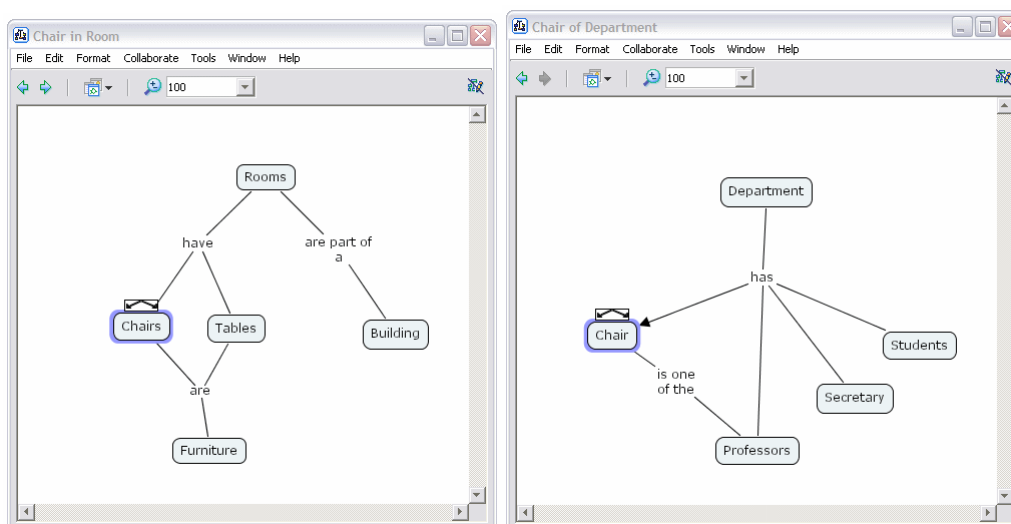 Chair in Room
File Edit Format Collaborate Tools Window Help
100
Rooms
have
are part of
a
Chairs
Tables
Building
are
Furniture
Chair of Department
File Edit Format Collaborate Tools Window Help
100
Department
has
Chair
Students
is one
of the
Secretary
Professors